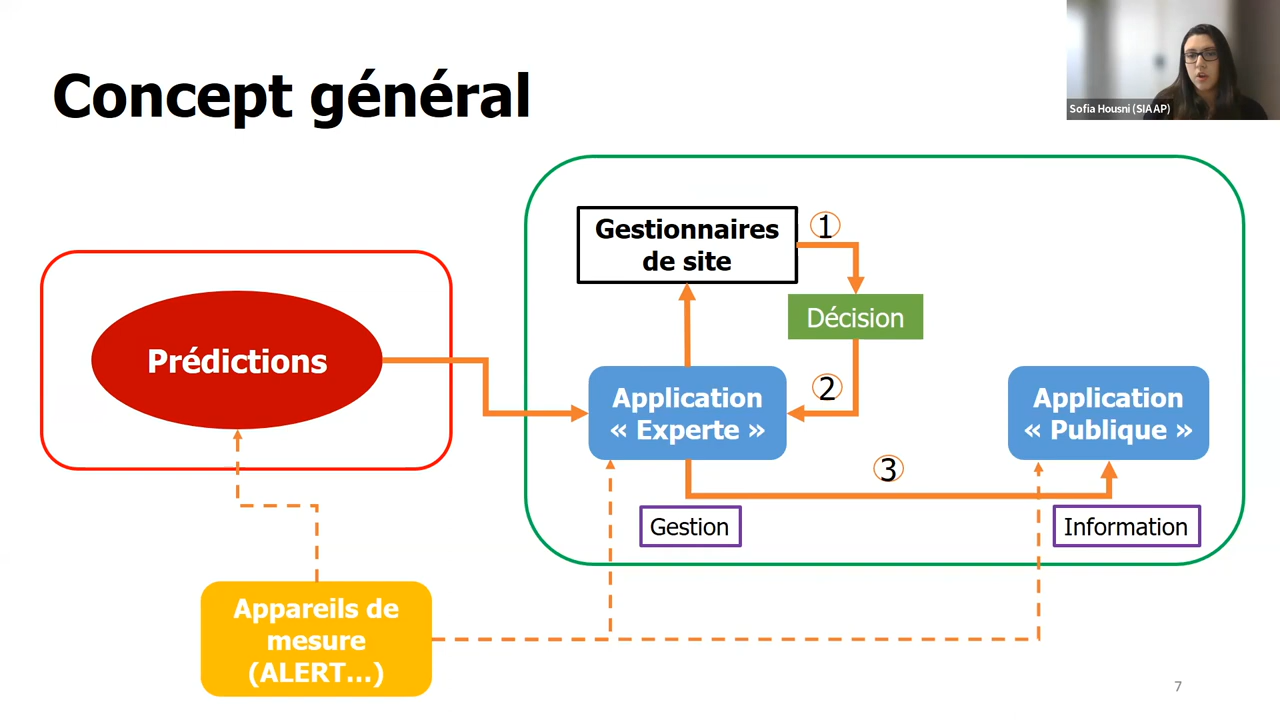 Concept général
Sofia Housni (SIAAP)
Gestionnaires
de site
1
Décision
Prédictions
Application
« Experte »
2
Application
« Publique »
3
Gestion
Information
Appareils de
mesure
(ALERT...)
7